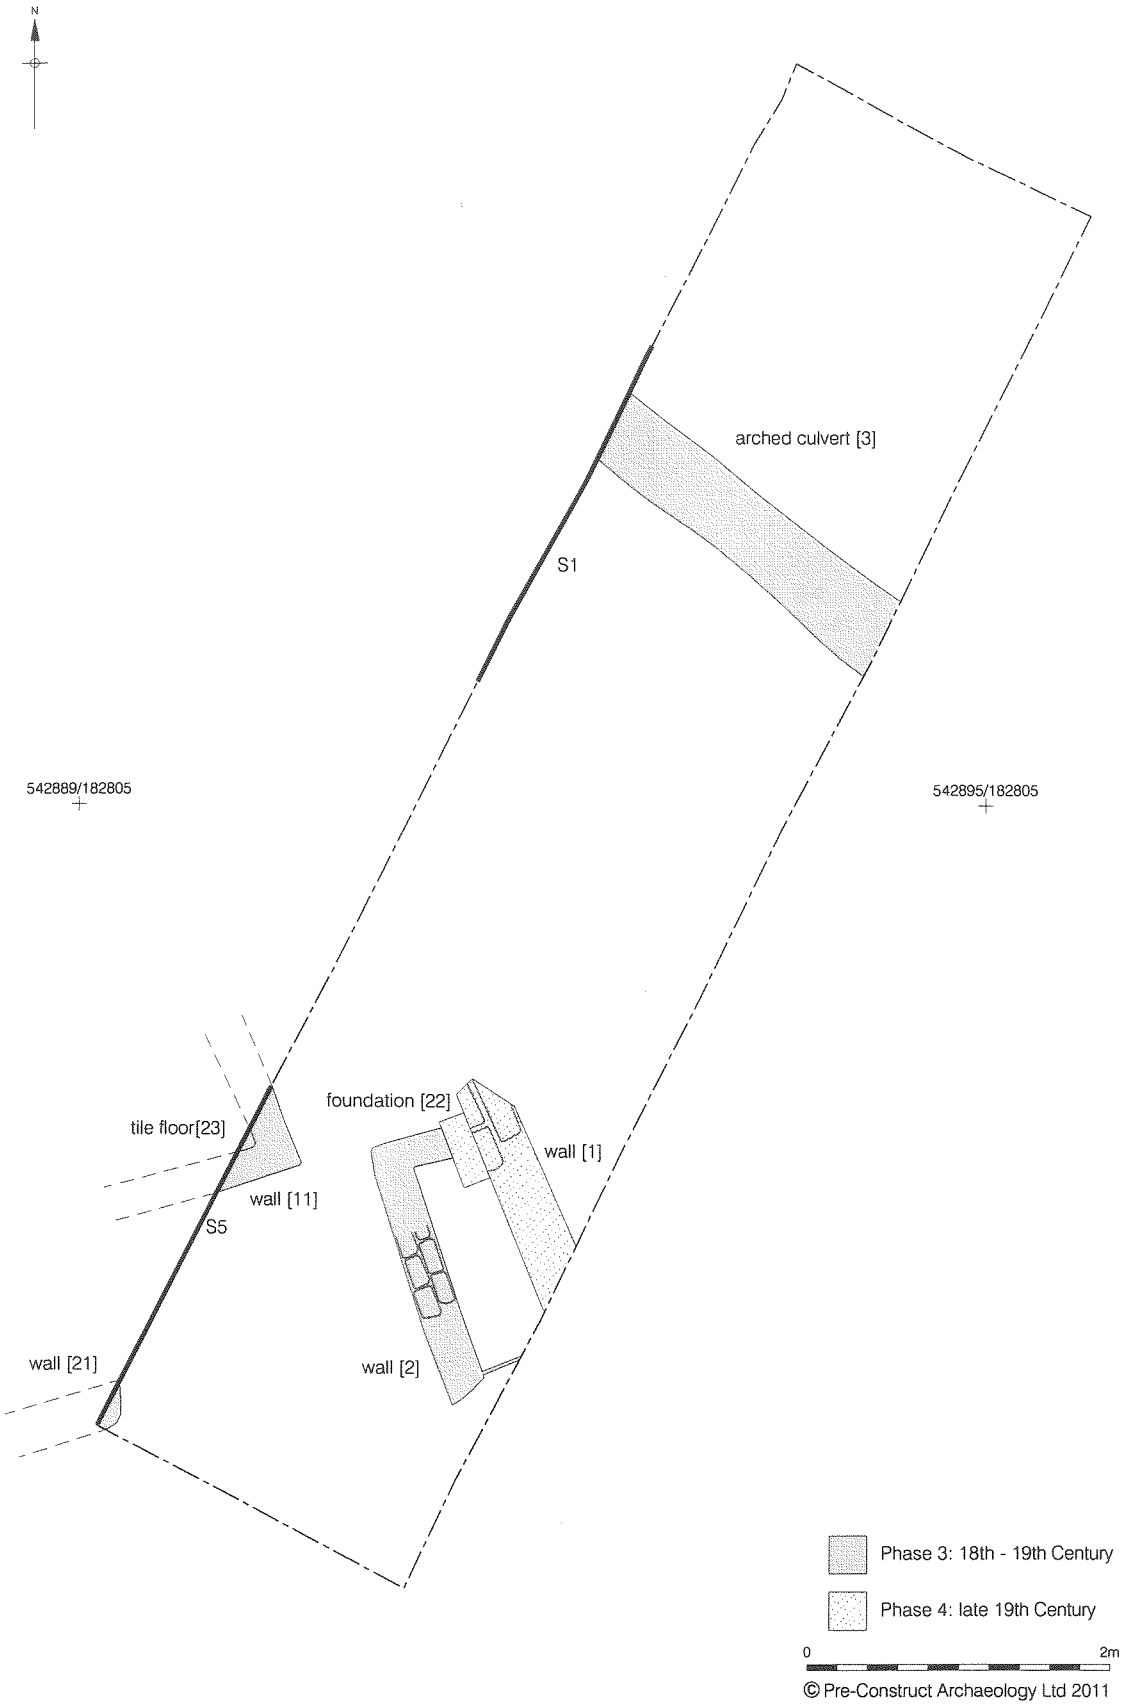 N
arched culvert [3]
S1
542889/182805
542895/182805
foundation [22]
tile floor[23]
wall [1]
wall [11]
S5
wall [21]
wall [2]
Phase 3: 18th - 19th Century
Phase 4: late 19th Century
0 2m
© Pre-Construct Archaeology Ltd 2011